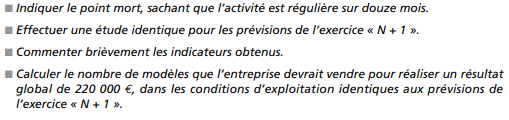 ■ Indiquer le point mort, sachant que l'activité est régulière sur douze mois.
■ Effectuer une étude identique pour les prévisions de l'exercice « N + 1 ».
■ Commenter brièvement les indicateurs obtenus.
■ Calculer le nombre de modèles que l'entreprise devrait vendre pour réaliser un résultat
global de 220 000 €, dans les conditions d'exploitation identiques aux prévisions de
l'exercice « N + 1 ».